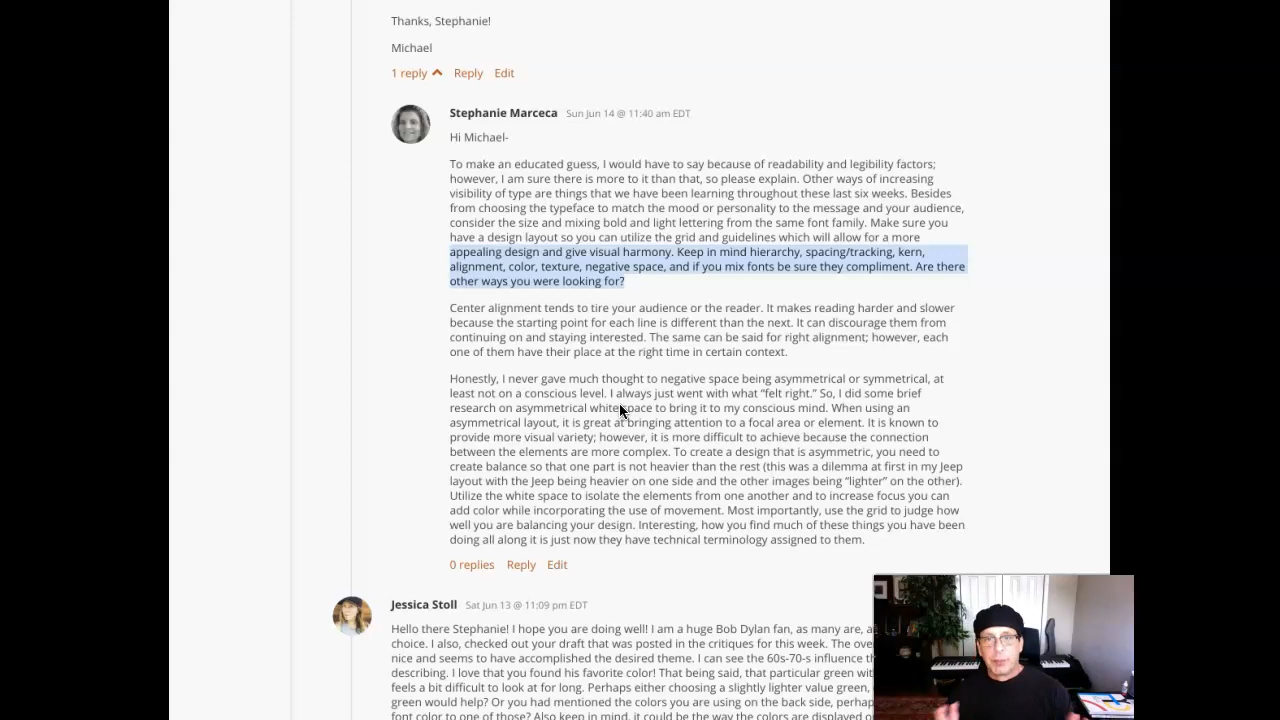 Thanks, Stephanie!
Michael
1 reply Reply Edit
Stephanie Marceca Sun Jun 14 @ 11:40 am EDT
Hi Michael-
To make an educated guess, I would have to say because of readability and legibility factors;
however, I am sure there is more to it than that, so please explain. Other ways of increasing
visibility of type are things that we have been learning throughout these last six weeks. Besides
from choosing the typeface to match the mood or personality to the message and your audience,
consider the size and mixing bold and light lettering from the same font family. Make sure you
have a design layout so you can utilize the grid and guidelines which will allow for a more
appealing design and give visual harmony. Keep in mind hierarchy, spacing/tracking, kern,
alignment, color, texture, negative space, and if you mix fonts be sure they compliment. Are there
other ways you were looking for?
Center alignment tends to tire your audience or the reader. It makes reading harder and slower
because the starting point for each line is different than the next. It can discourage them from
continuing on and staying interested. The same can be said for right alignment; however, each
one of them have their place at the right time in certain context.
Honestly, I never gave much thought to negative space being asymmetrical or symmetrical, at
least not on a conscious level. I always just went with what “felt right.” So, I did some brief
research on asymmetrical white space to bring it to my conscious mind. When using an
asymmetrical layout, it is great at bringing attention to a focal area or element. It is known to
provide more visual variety; however, it is more difficult to achieve because the connection
between the elements are more complex. To create a design that is asymmetric, you need to
create balance so that one part is not heavier than the rest (this was a dilemma at first in my Jeep
layout with the Jeep being heavier on one side and the other images being “lighter” on the other).
Utilize the white space to isolate the elements from one another and to increase focus you can
add color while incorporating the use of movement. Most importantly, use the grid to judge how
well you are balancing your design. Interesting, how you find much of these things you have been
doing all along it is just now they have technical terminology assigned to them.
0 replies Reply Edit
Jessica Stoll Sat Jun 13 @ 11:09 pm EDT
Hello there Stephanie! I hope you are doing well! I am a huge Bob Dylan fan, as many are,
choice. I also, checked out your draft that was posted in the critiques for this week. The
nice and seems to have accomplished the desired theme. I can see the 60s-70-s influence
describing. I love that you found his favorite color! That being said, that particular green
feels a bit difficult to look at for long. Perhaps either choosing a slightly lighter value green,
green would help? Or you had mentioned the colors you are using on the back side,
font color to one of those? Also keep in mind, it could be the way the colors are displayed